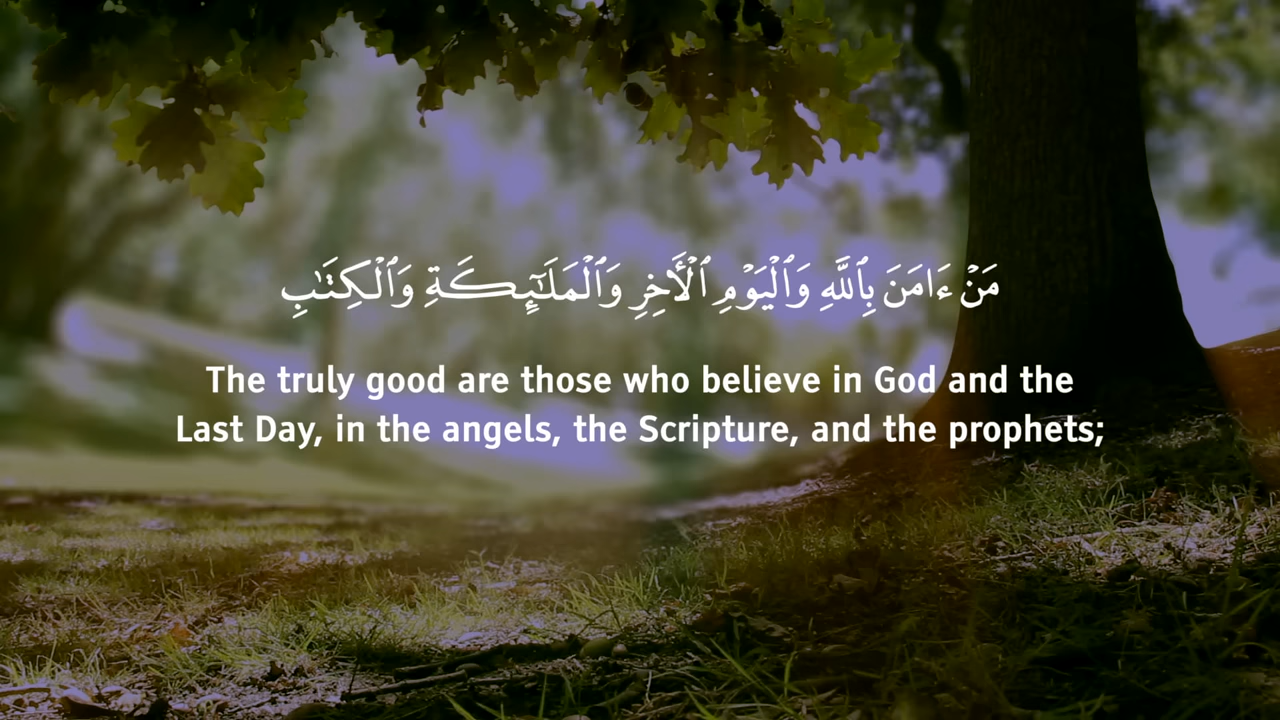 مَنْ ءَامَنَ بِٱللَّهِ وَٱلْيَوْمِ ٱلْأَخِرِ وَٱلْمَلَـٰٓئِكَةِ وَٱلْكِتَـٰبِ
The truly good are those who believe in God and the
Last Day, in the angels, the Scripture, and the prophets;